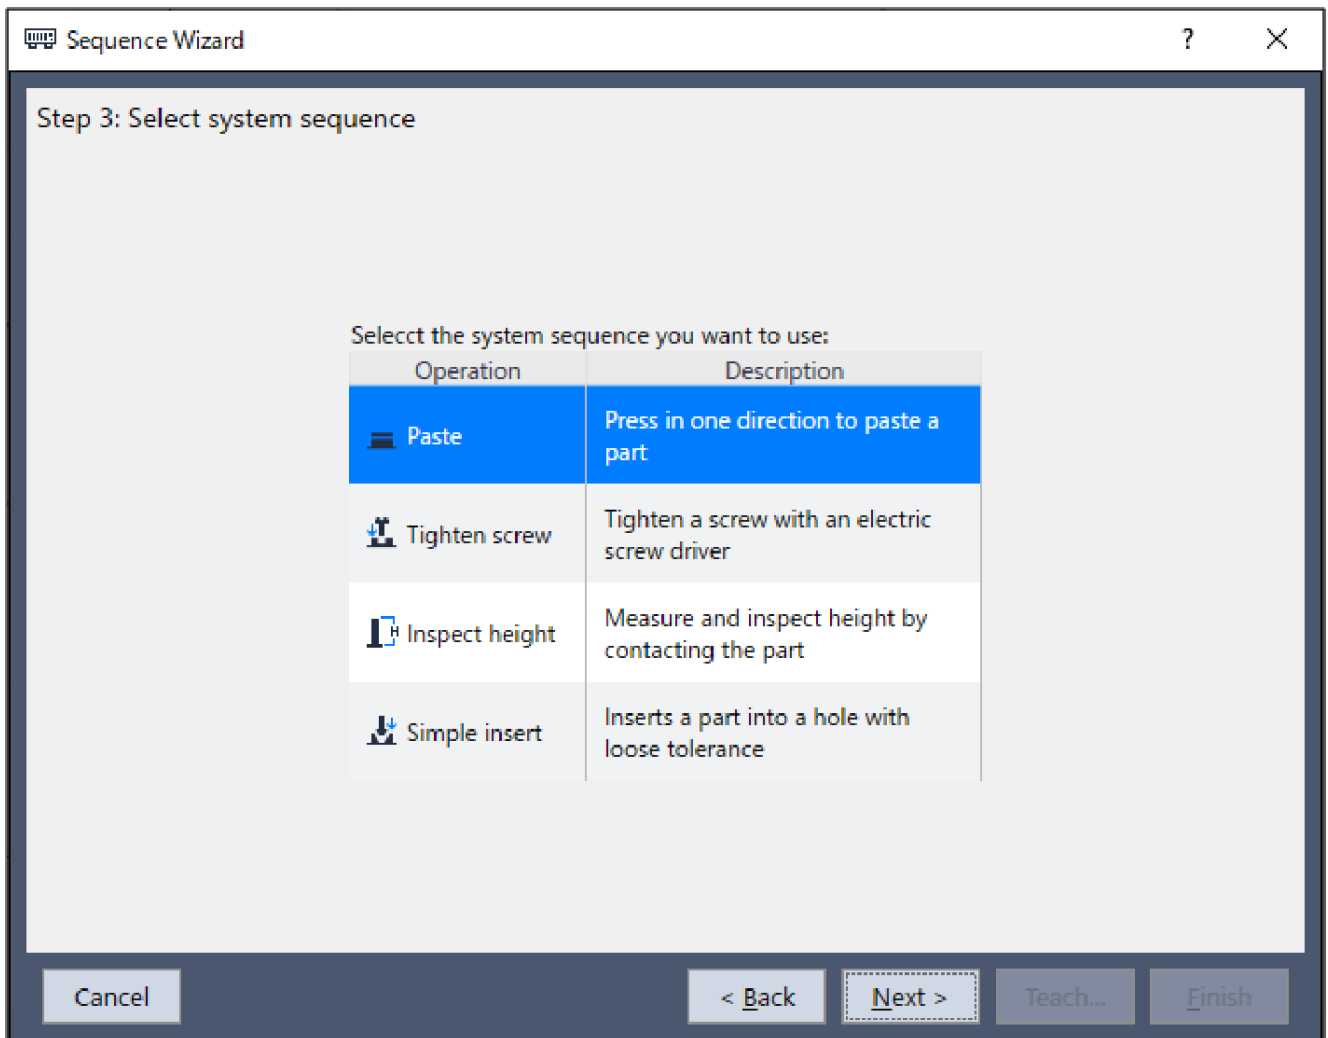 Sequence Wizard
?
Step 3: Select system sequence
Selecct the system sequence you want to use:
Operation Description
Paste
Press in one direction to paste a
part
Tighten screw
Tighten a screw with an electric
screw driver
H
Inspect height
Measure and inspect height by
contacting the part
Simple insert
Inserts a part into a hole with
loose tolerance
Cancel < Back Next > Teach... Finish